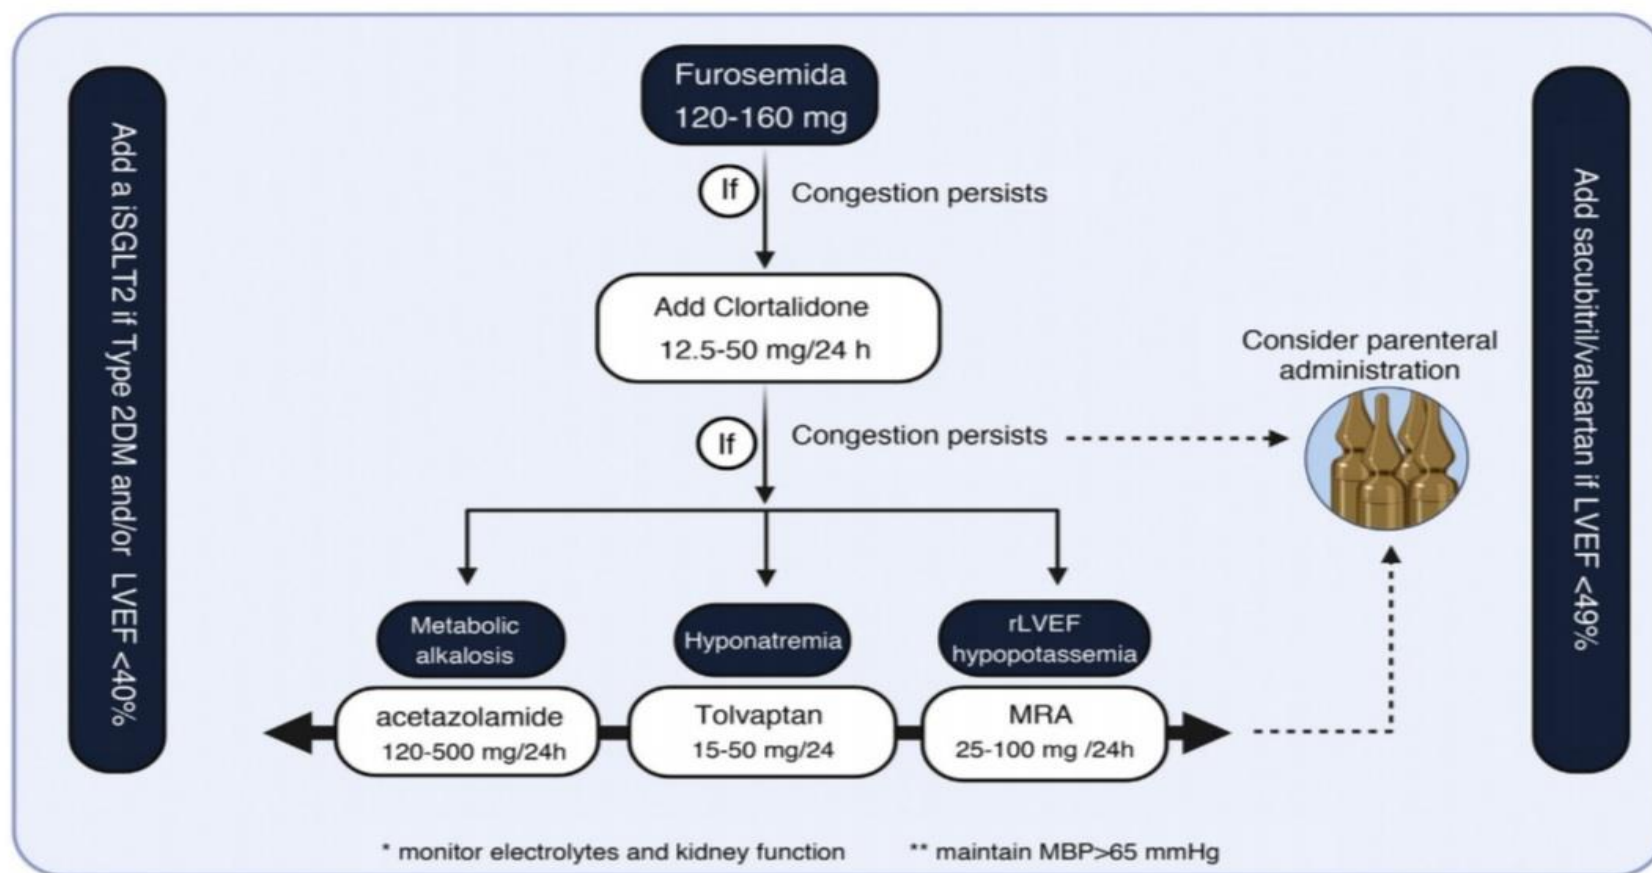 Furosemida
120-160 mg
If
Congestion persists
Add Clortalidone
12.5-50 mg/24 h
If
Congestion persists
Consider parenteral
administration
Metabolic
alkalosis
acetazolamide
120-500 mg/24h
Hyponatremia
Tolvaptan
15-50 mg/24
rLVEF
hypopotassemia
MRA
25-100 mg /24h
Add a iSGLT2 if Type 2DM and/or LVEF <40%
Add sacubitril/valsartan if LVEF <49%
* monitor electrolytes and kidney function
** maintain MBP>65 mmHg